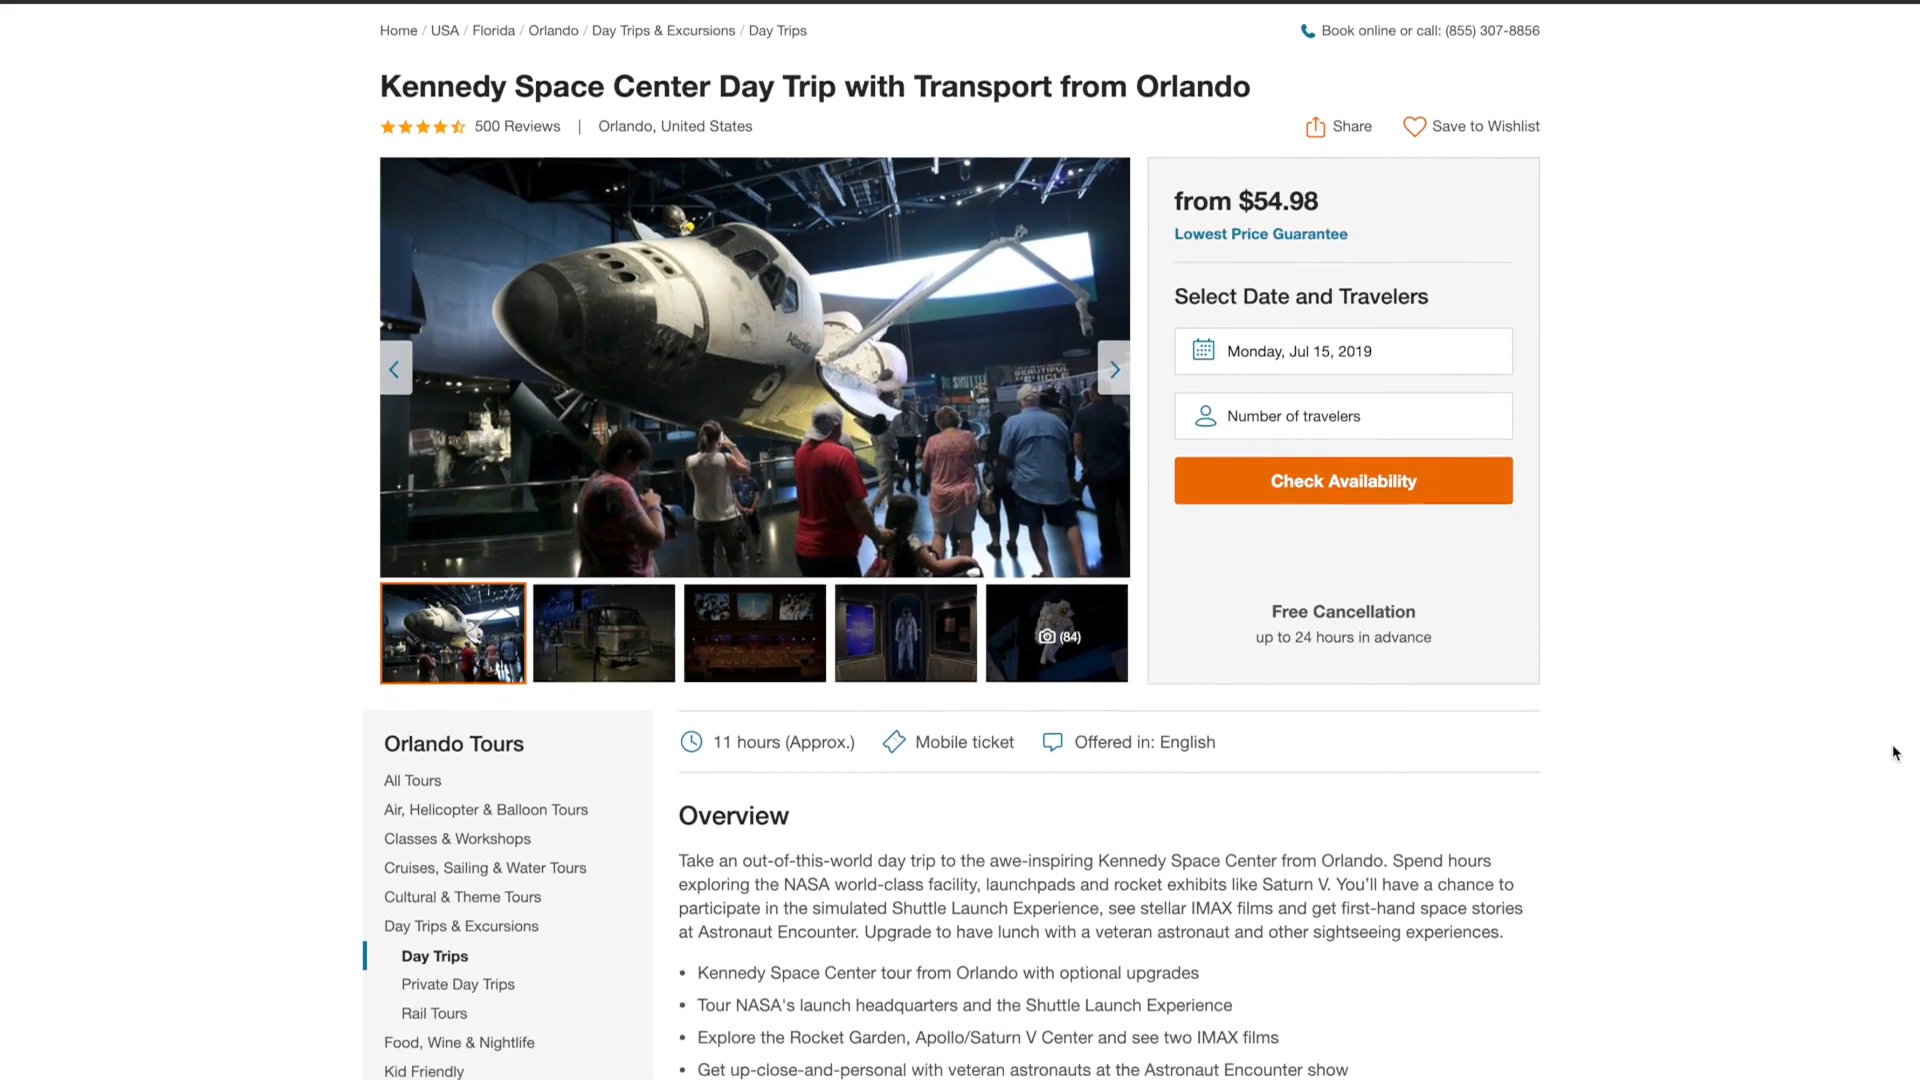 Home / USA / Florida / Orlando / Day Trips & Excursions / Day Trips
Book online or call: (855) 307-8856
Kennedy Space Center Day Trip with Transport from Orlando
500 Reviews | Orlando, United States
Share
Save to Wishlist
Atlantis
from $54.98
Lowest Price Guarantee
Select Date and Travelers
Monday, Jul 15, 2019
Number of travelers
Check Availability
Free Cancellation
up to 24 hours in advance
(84)
Orlando Tours
All Tours
Air, Helicopter & Balloon Tours
Classes & Workshops
Cruises, Sailing & Water Tours
Cultural & Theme Tours
Day Trips & Excursions
Day Trips
Private Day Trips
Rail Tours
Food, Wine & Nightlife
Kid Friendly
11 hours (Approx.)
Mobile ticket
Offered in: English
Overview
Take an out-of-this-world day trip to the awe-inspiring Kennedy Space Center from Orlando. Spend hours
exploring the NASA world-class facility, launchpads and rocket exhibits like Saturn V. You'll have a chance to
participate in the simulated Shuttle Launch Experience, see stellar IMAX films and get first-hand space stories
at Astronaut Encounter. Upgrade to have lunch with a veteran astronaut and other sightseeing experiences.
• Kennedy Space Center tour from Orlando with optional upgrades
• Tour NASA's launch headquarters and the Shuttle Launch Experience
• Explore the Rocket Garden, Apollo/Saturn V Center and see two IMAX films
• Get up-close-and-personal with veteran astronauts at the Astronaut Encounter show